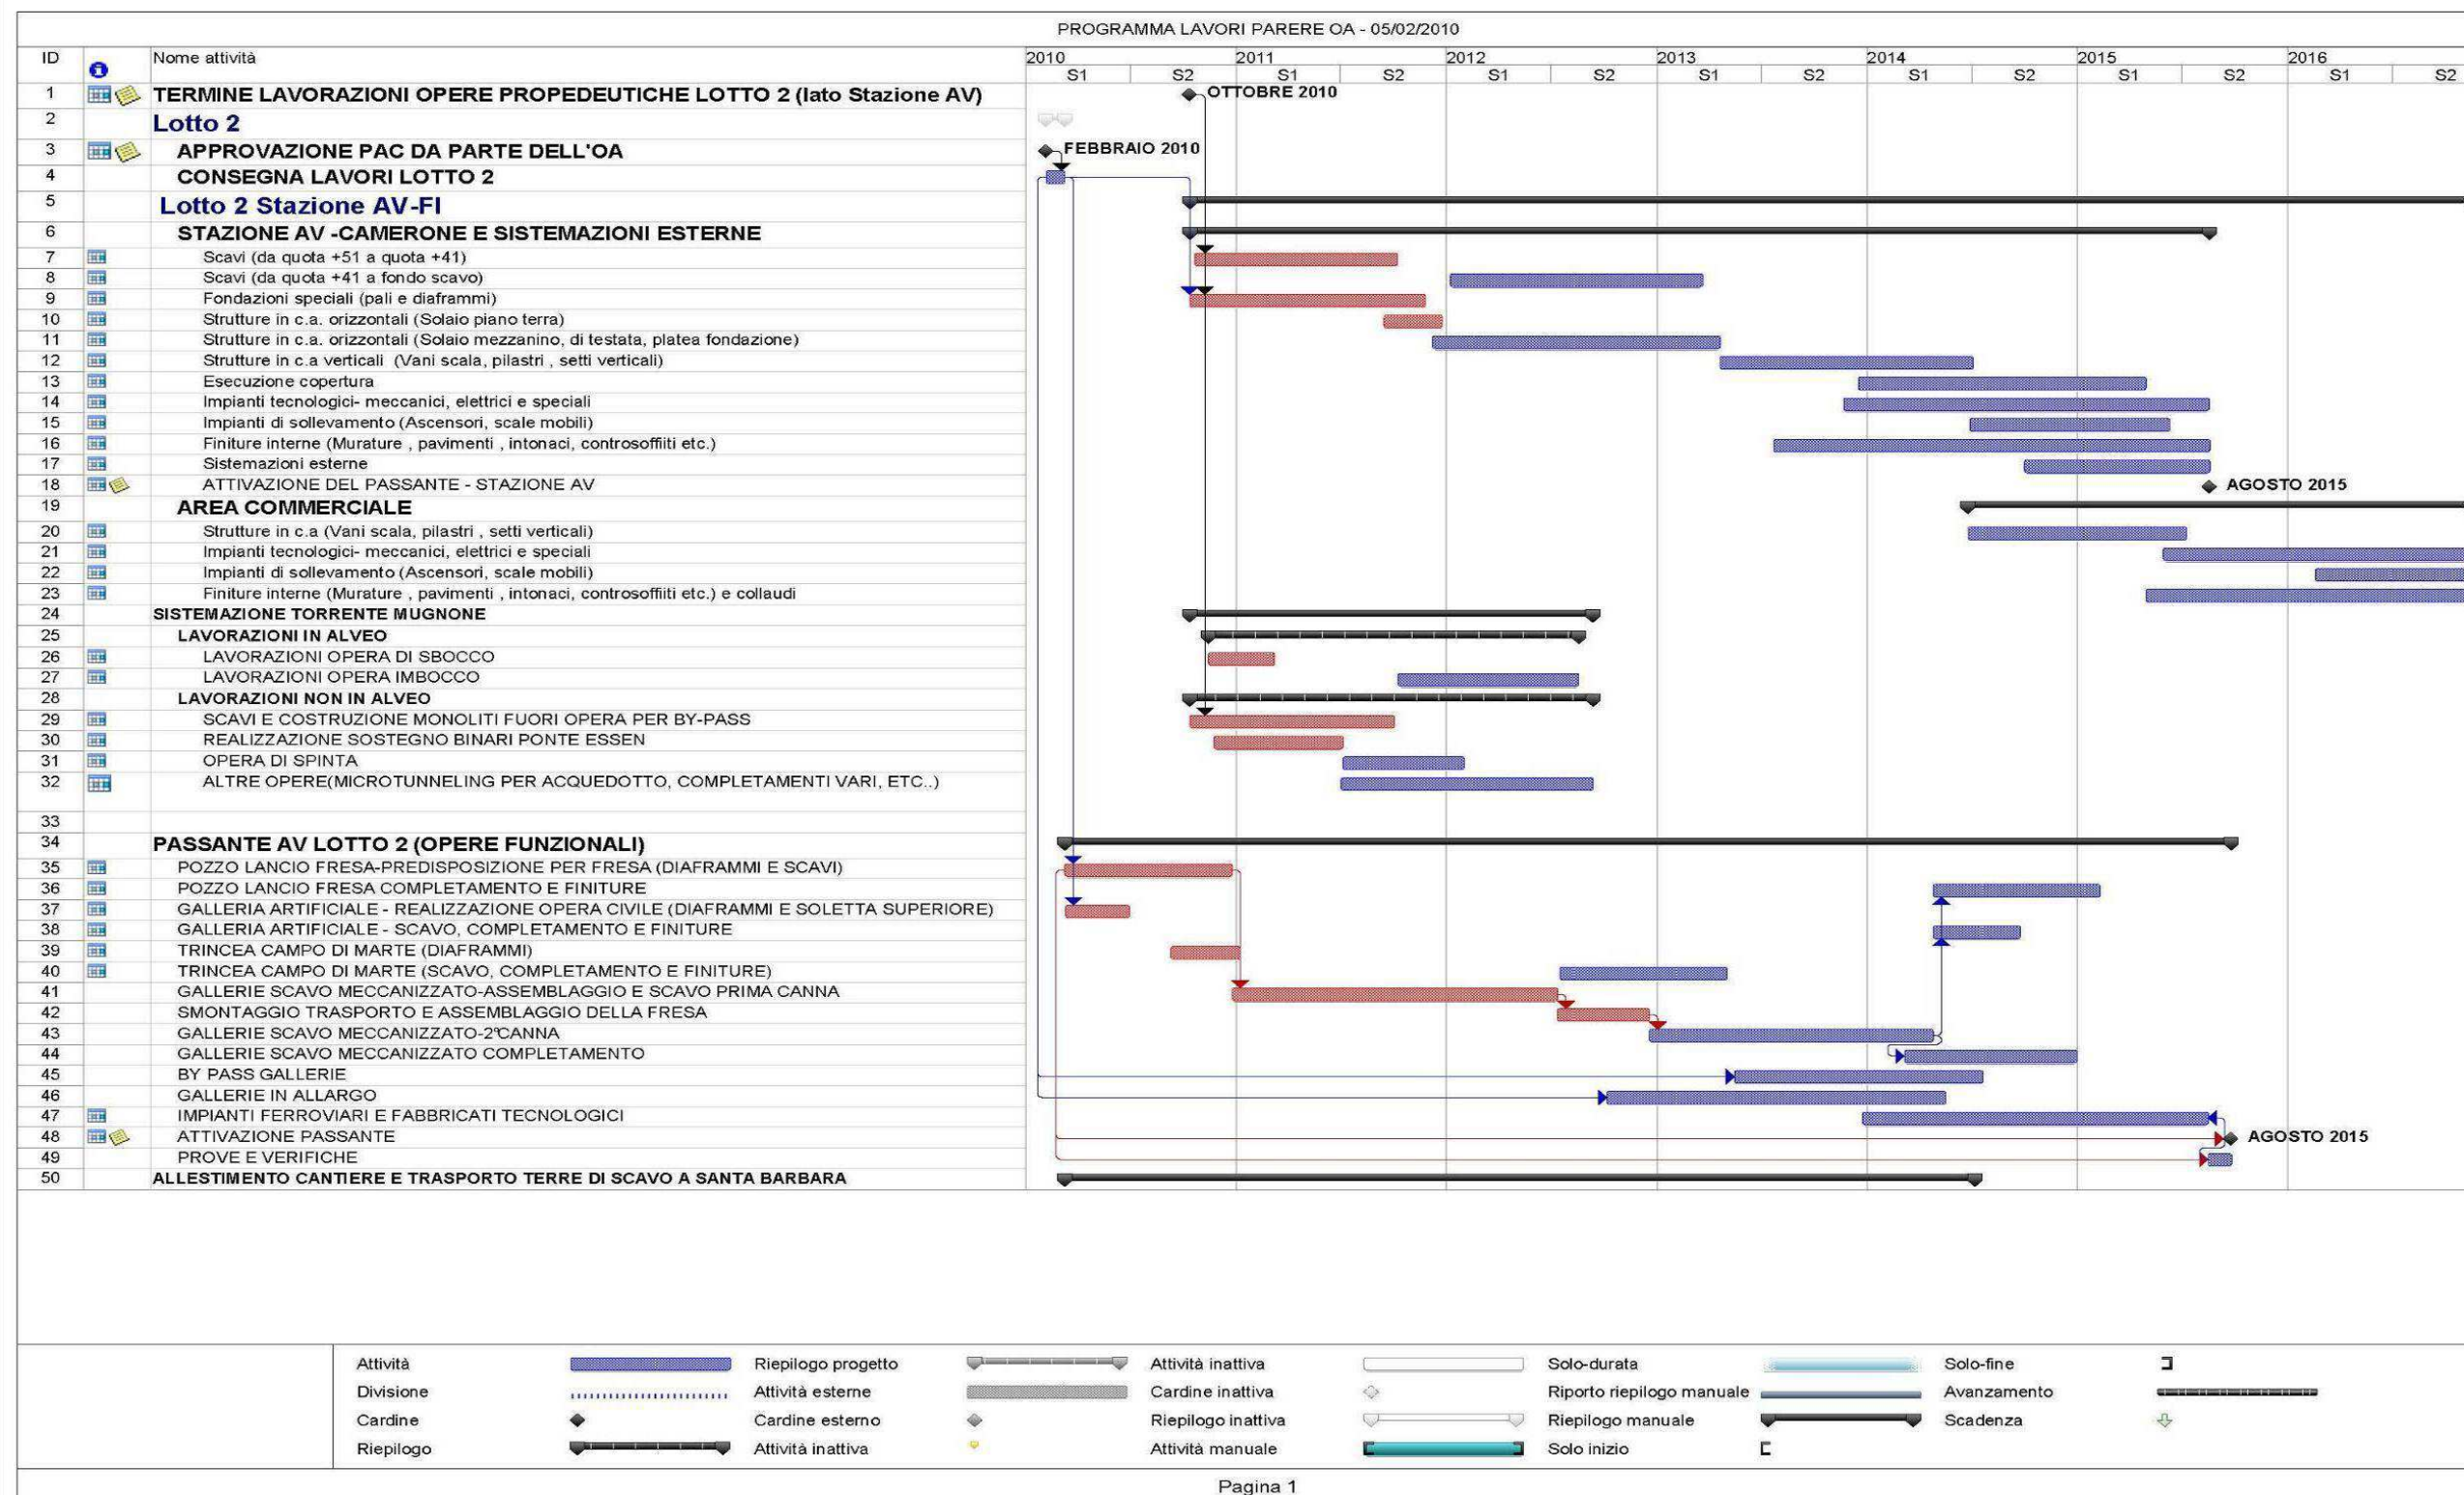 PROGRAMMA LAVORI PARERE OA - 05/02/2010
ID Nome attività 2010 2011 2012 2013 2014 2015 2016
S1 S2 S1 S2 S1 S2 S1 S2 S1 S2 S1 S2 S1 S2
1 TERMINE LAVORAZIONI OPERE PROPEDEUTICHE LOTTO 2 (lato Stazione AV) OTTOBRE 2010
2 Lotto 2
3 APPROVAZIONE PAC DA PARTE DELL'OA FEBBRAIO 2010
4 CONSEGNA LAVORI LOTTO 2
5 Lotto 2 Stazione AV-FI
6 STAZIONE AV -CAMERONE E SISTEMAZIONI ESTERNE
7 Scavi (da quota +51 a quota +41)
8 Scavi (da quota +41 a fondo scavo)
9 Fondazioni speciali (pali e diaframmi)
10 Strutture in c.a. orizzontali (Solaio piano terra)
11 Strutture in c.a. orizzontali (Solaio mezzanino, di testata, platea fondazione)
12 Strutture in c.a verticali (Vani scala, pilastri , setti verticali)
13 Esecuzione copertura
14 Impianti tecnologici- meccanici, elettrici e speciali
15 Impianti di sollevamento (Ascensori, scale mobili)
16 Finiture interne (Murature , pavimenti , intonaci, controsoffiiti etc.)
17 Sistemazioni esterne
18 ATTIVAZIONE DEL PASSANTE - STAZIONE AV AGOSTO 2015
19 AREA COMMERCIALE
20 Strutture in c.a (Vani scala, pilastri , setti verticali)
21 Impianti tecnologici- meccanici, elettrici e speciali
22 Impianti di sollevamento (Ascensori, scale mobili)
23 Finiture interne (Murature , pavimenti , intonaci, controsoffiiti etc.) e collaudi
24 SISTEMAZIONE TORRENTE MUGNONE
25 LAVORAZIONI IN ALVEO
26 LAVORAZIONI OPERA DI SBOCCO
27 LAVORAZIONI OPERA IMBOCCO
28 LAVORAZIONI NON IN ALVEO
29 SCAVI E COSTRUZIONE MONOLITI FUORI OPERA PER BY-PASS
30 REALIZZAZIONE SOSTEGNO BINARI PONTE ESSEN
31 OPERA DI SPINTA
32 ALTRE OPERE(MICROTUNNELING PER ACQUEDOTTO, COMPLETAMENTI VARI, ETC..)
33
34 PASSANTE AV LOTTO 2 (OPERE FUNZIONALI)
35 POZZO LANCIO FRESA-PREDISPOSIZIONE PER FRESA (DIAFRAMMI E SCAVI)
36 POZZO LANCIO FRESA COMPLETAMENTO E FINITURE
37 GALLERIA ARTIFICIALE - REALIZZAZIONE OPERA CIVILE (DIAFRAMMI E SOLETTA SUPERIORE)
38 GALLERIA ARTIFICIALE - SCAVO, COMPLETAMENTO E FINITURE
39 TRINCEA CAMPO DI MARTE (DIAFRAMMI)
40 TRINCEA CAMPO DI MARTE (SCAVO, COMPLETAMENTO E FINITURE)
41 GALLERIE SCAVO MECCANIZZATO-ASSEMBLAGGIO E SCAVO PRIMA CANNA
42 SMONTAGGIO TRASPORTO E ASSEMBLAGGIO DELLA FRESA
43 GALLERIE SCAVO MECCANIZZATO-2°CANNA
44 GALLERIE SCAVO MECCANIZZATO COMPLETAMENTO
45 BY PASS GALLERIE
46 GALLERIE IN ALLARGO
47 IMPIANTI FERROVIARI E FABBRICATI TECNOLOGICI
48 ATTIVAZIONE PASSANTE AGOSTO 2015
49 PROVE E VERIFICHE
50 ALLESTIMENTO CANTIERE E TRASPORTO TERRE DI SCAVO A SANTA BARBARA
Attività Riepilogo progetto Attività inattiva Solo-durata Solo-fine
Divisione Attività esterne Cardine inattiva Riporto riepilogo manuale Avanzamento
Cardine Cardine esterno Riepilogo inattiva Riepilogo manuale Scadenza
Riepilogo Attività inattiva Attività manuale Solo inizio
Pagina 1